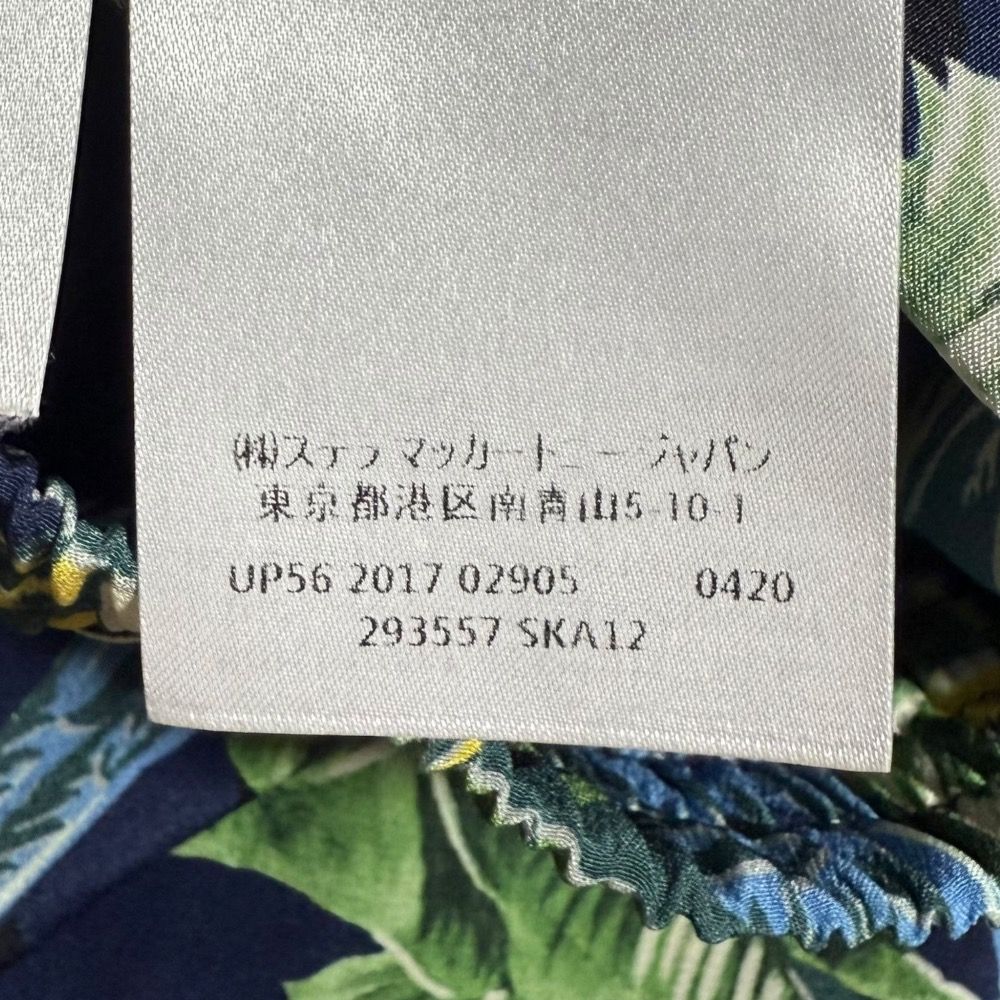 ㈱ステラ マッカートニー ジャパン
東京都港区南青山5-10-1
UP56 2017 02905 0420
293557 SKA12